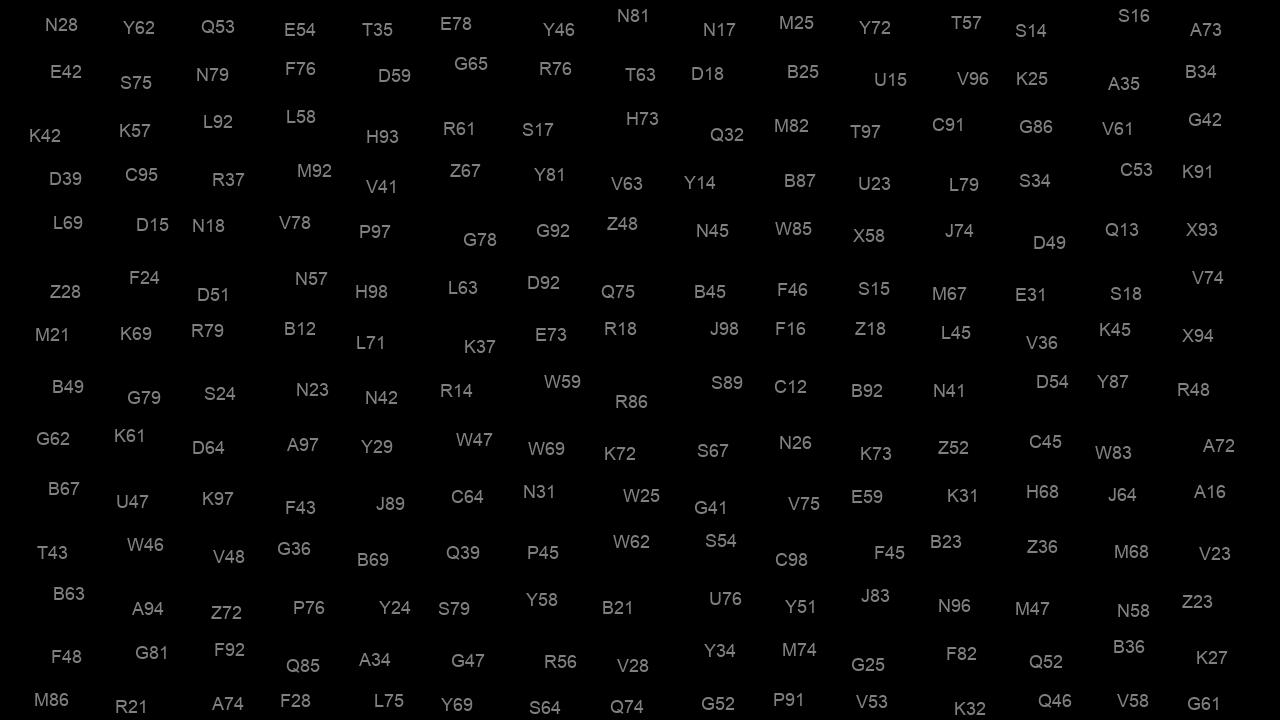 N28 Y62 Q53 E54 T35 E78 Y46 N81 N17 M25 Y72 T57 S14 S16 A73
E42 S75 N79 F76 D59 G65 R76 T63 D18 B25 U15 V96 K25 A35 B34
K42 K57 L92 L58 H93 R61 S17 H73 Q32 M82 T97 C91 G86 V61 G42
D39 C95 R37 M92 V41 Z67 Y81 V63 Y14 B87 U23 L79 S34 C53 K91
L69 D15 N18 V78 P97 G78 G92 Z48 N45 W85 X58 J74 D49 Q13 X93
Z28 F24 D51 N57 H98 L63 D92 Q75 B45 F46 S15 M67 E31 S18 V74
M21 K69 R79 B12 L71 K37 E73 R18 J98 F16 Z18 L45 V36 K45 X94
B49 G79 S24 N23 N42 R14 W59 R86 S89 C12 B92 N41 D54 Y87 R48
G62 K61 D64 A97 Y29 W47 W69 K72 S67 N26 K73 Z52 C45 W83 A72
B67 U47 K97 F43 J89 C64 N31 W25 G41 V75 E59 K31 H68 J64 A16
T43 W46 V48 G36 B69 Q39 P45 W62 S54 C98 F45 B23 Z36 M68 V23
B63 A94 Z72 P76 Y24 S79 Y58 B21 U76 Y51 J83 N96 M47 N58 Z23
F48 G81 F92 Q85 A34 G47 R56 V28 Y34 M74 G25 F82 Q52 B36 K27
M86 R21 A74 F28 L75 Y69 S64 Q74 G52 P91 V53 K32 Q46 V58 G61